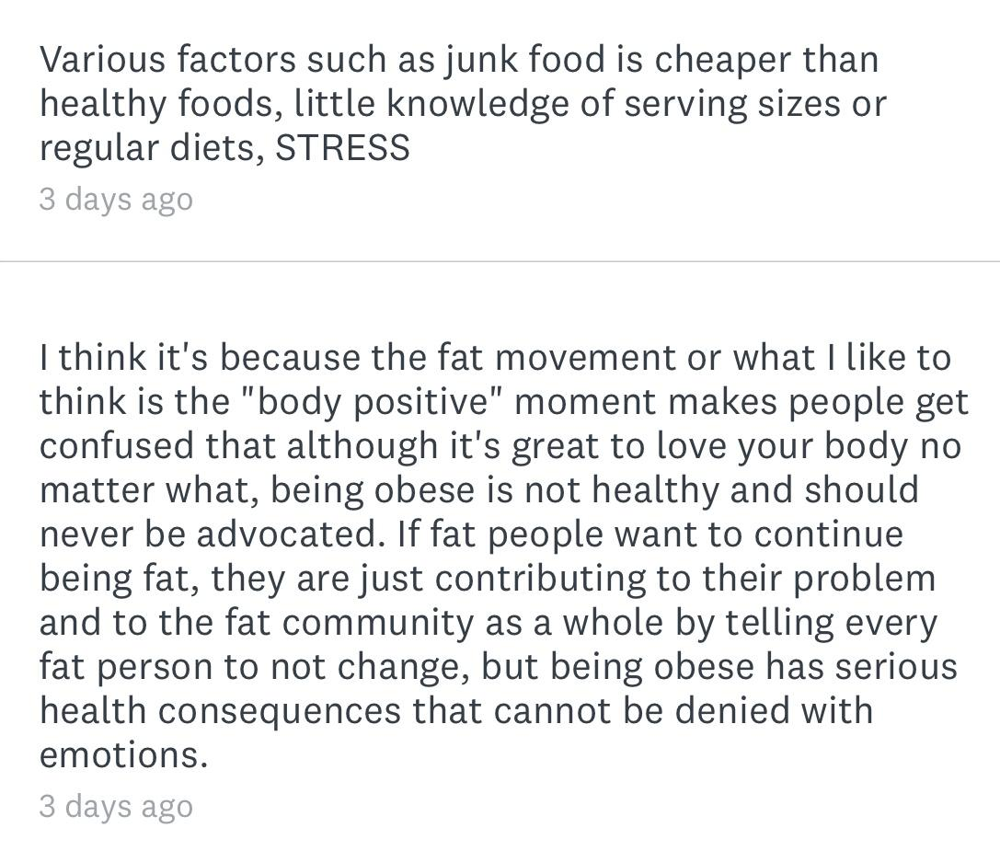 Various factors such as junk food is cheaper than
healthy foods, little knowledge of serving sizes or
regular diets, STRESS
3 days ago
I think it's because the fat movement or what I like to
think is the "body positive" moment makes people get
confused that although it's great to love your body no
matter what, being obese is not healthy and should
never be advocated. If fat people want to continue
being fat, they are just contributing to their problem
and to the fat community as a whole by telling every
fat person to not change, but being obese has serious
health consequences that cannot be denied with
emotions.
3 days ago